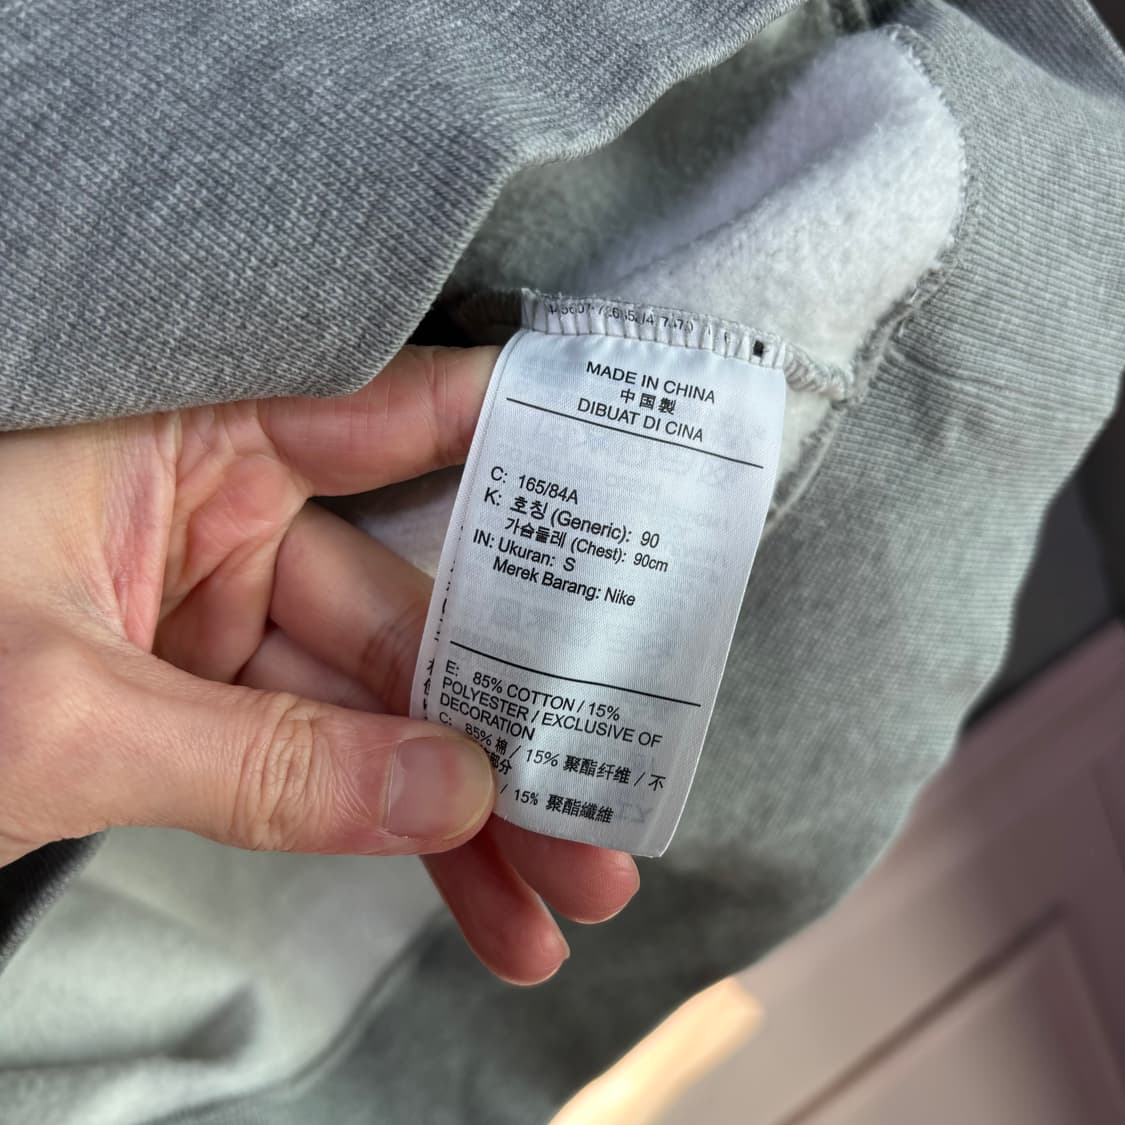 MADE IN CHINA
中国製
DIBUAT DI CINA
C: 165/84A
K: 호칭 (Generic): 90
가슴둘레 (Chest): 90cm
IN: Ukuran: S
Merek Barang: Nike
E: 85% COTTON / 15%
POLYESTER / EXCLUSIVE OF
DECORATION
C: 85% 棉 / 15% 聚酯纤维 / 不
部分
/ 15% 聚酯纖維